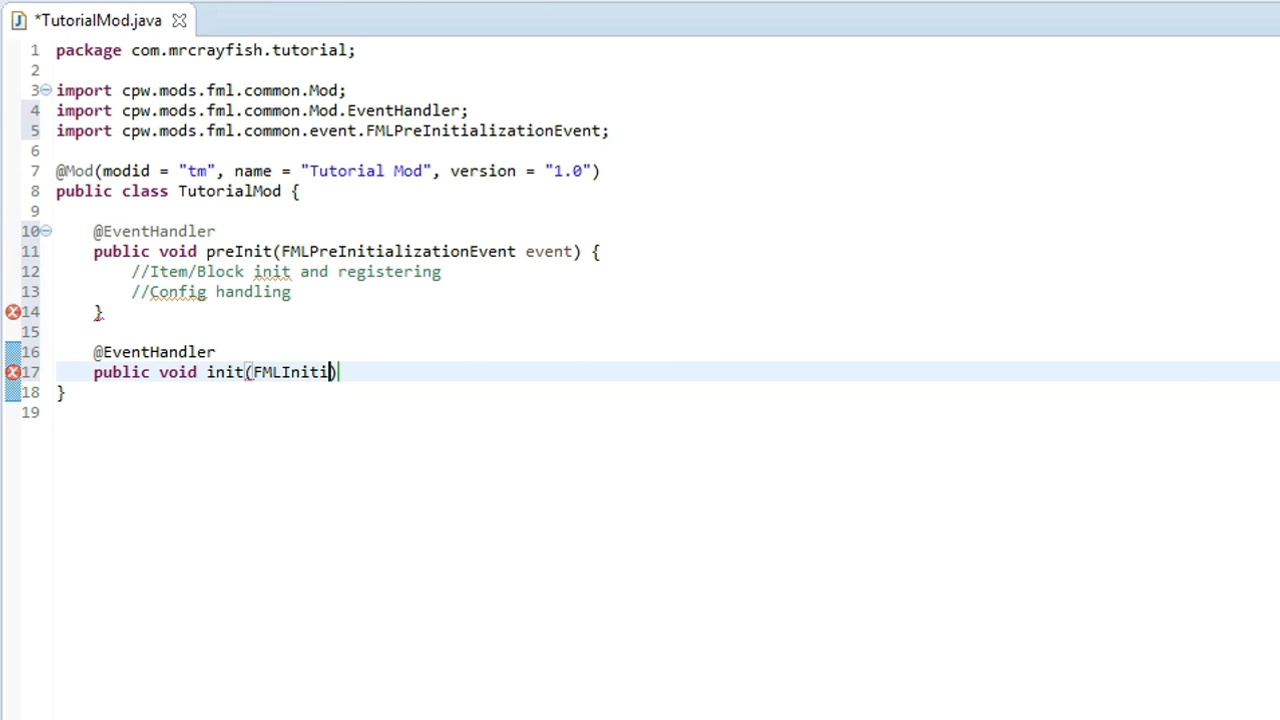 *TutorialMod.java
1 package com.mrcrayfish.tutorial;
2
3 import cpw.mods.fml.common.Mod;
4 import cpw.mods.fml.common.Mod.EventHandler;
5 import cpw.mods.fml.common.event.FMLPreInitializationEvent;
6
7 @Mod(modid = "tm", name = "Tutorial Mod", version = "1.0")
8 public class TutorialMod {
9
10 @EventHandler
11 public void preInit(FMLPreInitializationEvent event) {
12 //Item/Block init and registering
13 //Config handling
14 }
15
16 @EventHandler
17 public void init(FMLIniti)
18 }
19